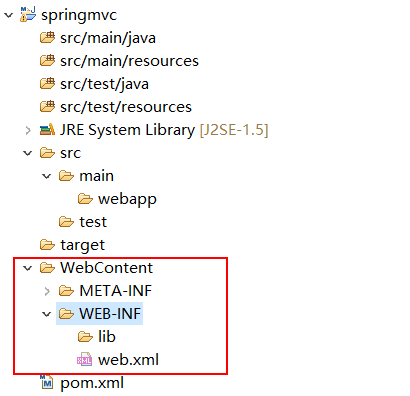 springmvc
src/main/java
src/main/resources
src/test/java
src/test/resources
JRE System Library [J2SE-1.5]
src
main
webapp
test
target
WebContent
META-INF
WEB-INF
lib
web.xml
pom.xml